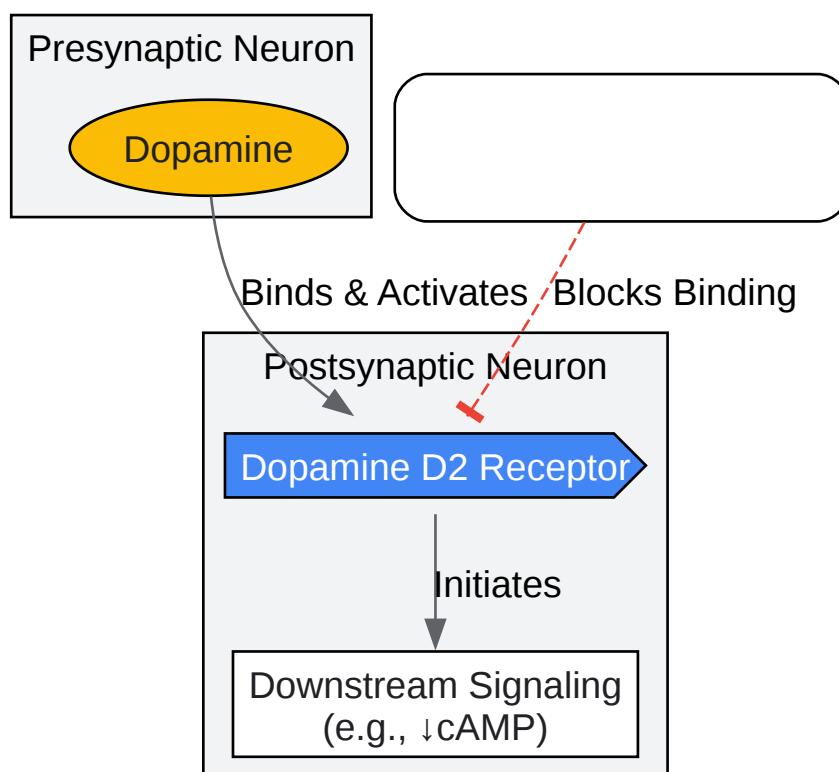 Presynaptic Neuron
Dopamine
Binds & Activates
Blocks Binding
Postsynaptic Neuron
Dopamine D2 Receptor
Initiates
Downstream Signaling
(e.g., ↓cAMP)